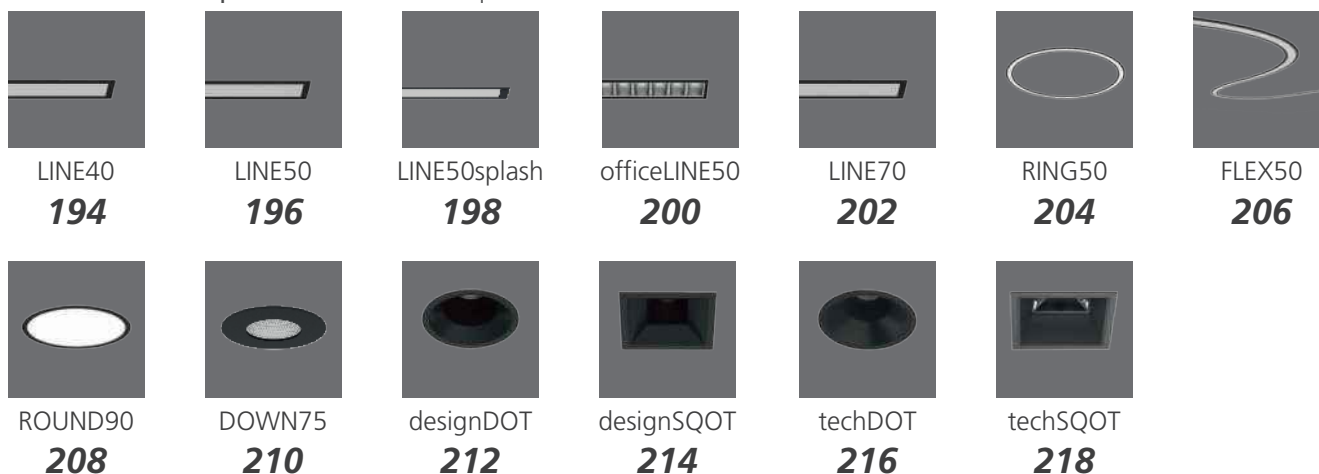 LINE40 LINE50 LINE50splash officeLINE50 LINE70 RING50 FLEX50
194 196 198 200 202 204 206
ROUND90 DOWN75 designDOT designSQOT techDOT techSQOT
208 210 212 214 216 218